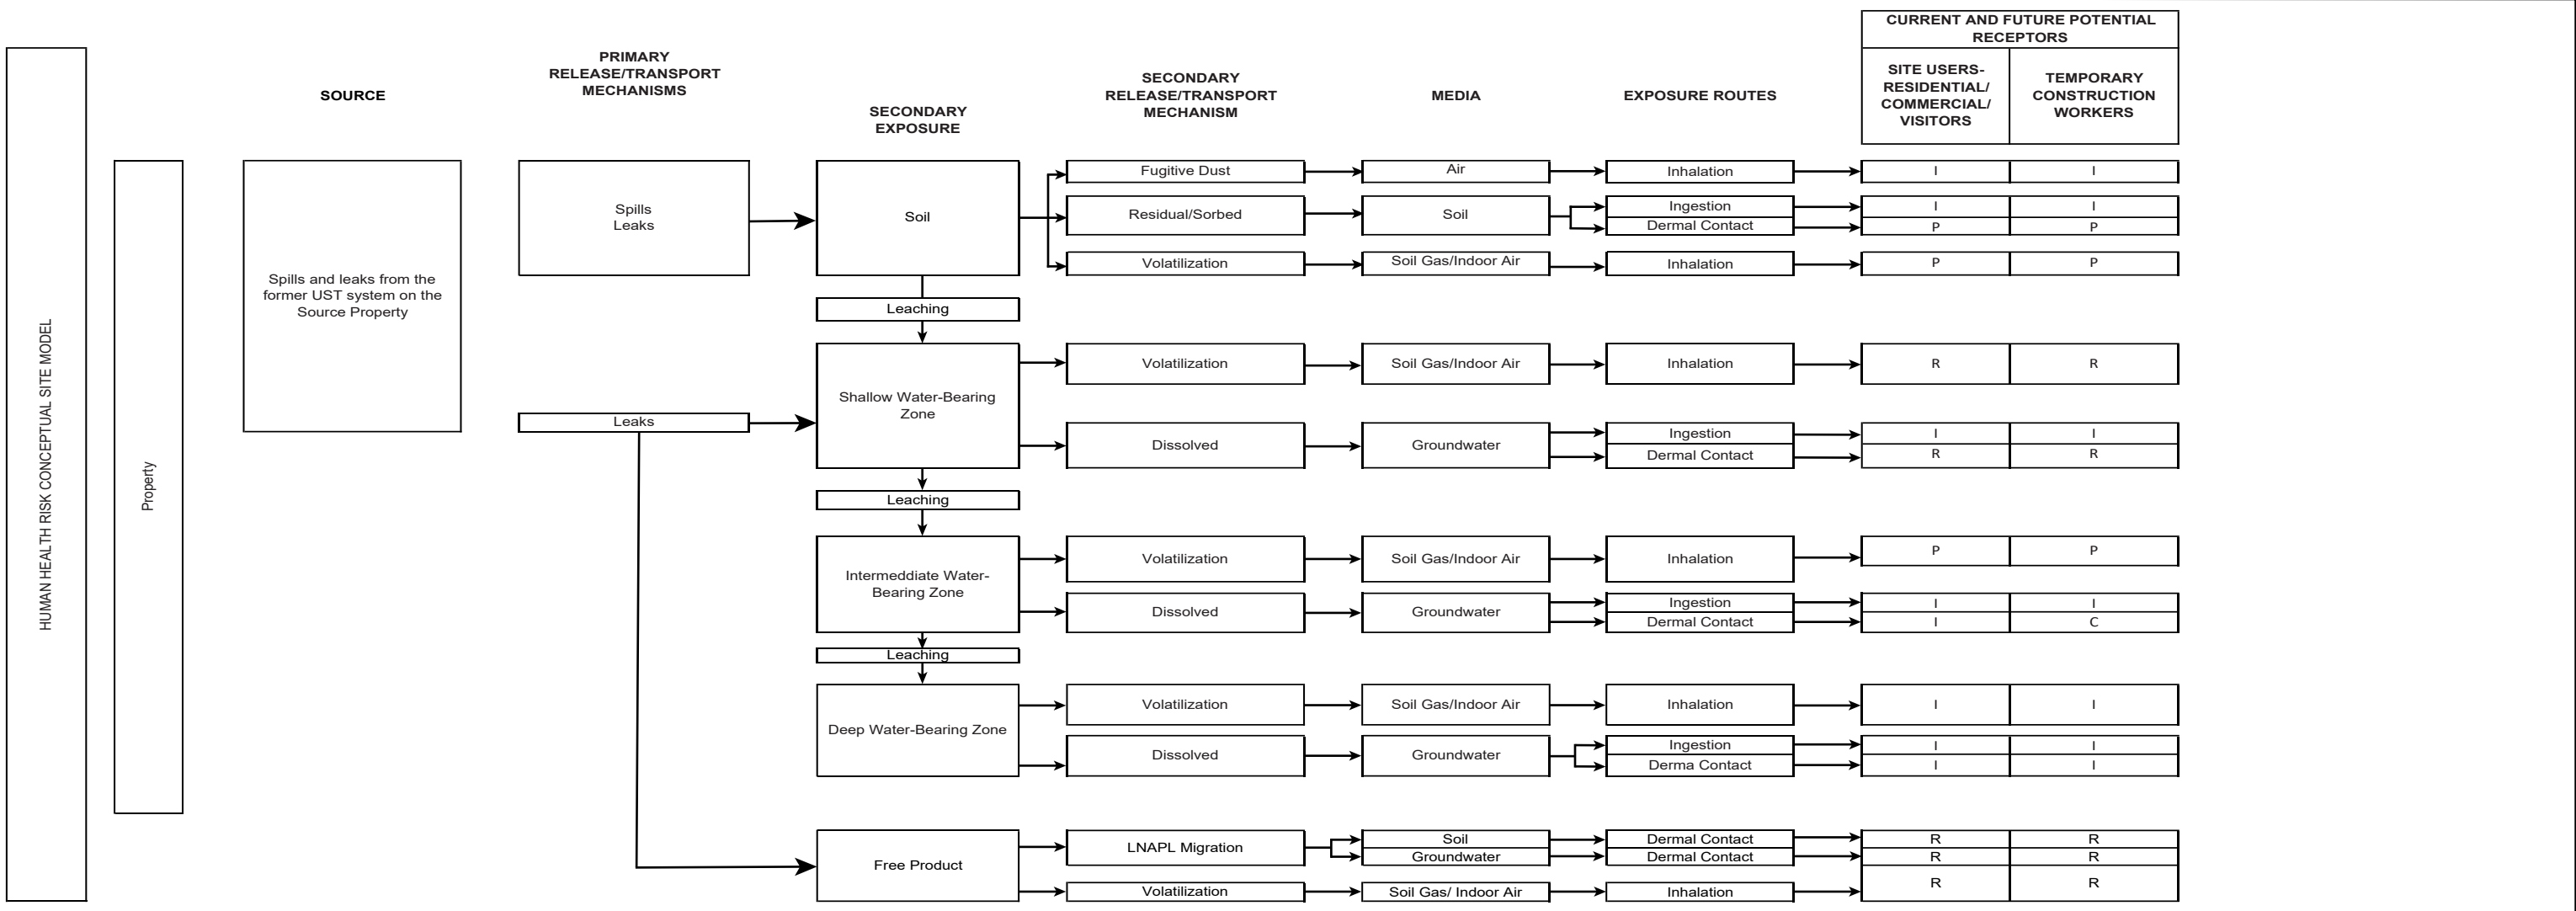 HUMAN HEALTH RISK CONCEPTUAL SITE MODEL
Property
SOURCE
PRIMARY
RELEASE/TRANSPORT
MECHANISMS
SECONDARY
EXPOSURE
SECONDARY
RELEASE/TRANSPORT
MECHANISM
MEDIA
EXPOSURE ROUTES
CURRENT AND FUTURE POTENTIAL
RECEPTORS
SITE USERS-
RESIDENTIAL/
COMMERCIAL/
VISITORS
TEMPORARY
CONSTRUCTION
WORKERS
Spills and leaks from the
former UST system on the
Source Property
Spills
Leaks
Soil
Fugitive Dust
Air
Inhalation
I
I
Residual/Sorbed
Soil
Ingestion
I
I
Dermal Contact
P
P
Volatilization
Soil Gas/Indoor Air
Inhalation
P
P
Leaching
Leaks
Shallow Water-Bearing
Zone
Volatilization
Soil Gas/Indoor Air
Inhalation
R
R
Dissolved
Groundwater
Ingestion
I
I
Dermal Contact
R
R
Leaching
Intermeddiate Water-
Bearing Zone
Volatilization
Soil Gas/Indoor Air
Inhalation
P
P
Dissolved
Groundwater
Ingestion
I
I
Dermal Contact
I
C
Leaching
Deep Water-Bearing Zone
Volatilization
Soil Gas/Indoor Air
Inhalation
I
I
Dissolved
Groundwater
Ingestion
I
I
Derma Contact
I
I
Free Product
LNAPL Migration
Soil
Dermal Contact
R
R
Groundwater
Dermal Contact
R
R
Volatilization
Soil Gas/ Indoor Air
Inhalation
R
R